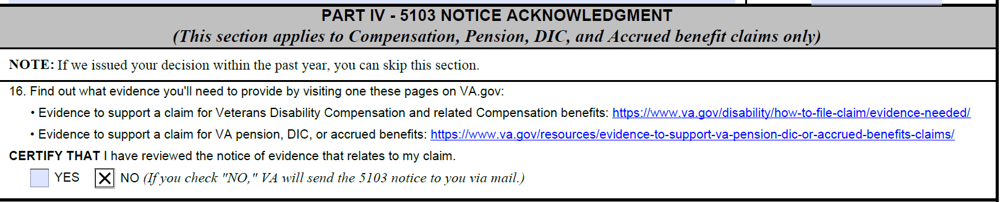 PART IV - 5103 NOTICE ACKNOWLEDGMENT
(This section applies to Compensation, Pension, DIC, and Accrued benefit claims only)
NOTE: If we issued your decision within the past year, you can skip this section.
16. Find out what evidence you'll need to provide by visiting one these pages on VA.gov:
• Evidence to support a claim for Veterans Disability Compensation and related Compensation benefits: https://www.va.gov/disability/how-to-file-claim/evidence-needed/
• Evidence to support a claim for VA pension, DIC, or accrued benefits: https://www.va.gov/resources/evidence-to-support-va-pension-dic-or-accrued-benefits-claims/
CERTIFY THAT I have reviewed the notice of evidence that relates to my claim.
YES NO (If you check "NO," VA will send the 5103 notice to you via mail.)